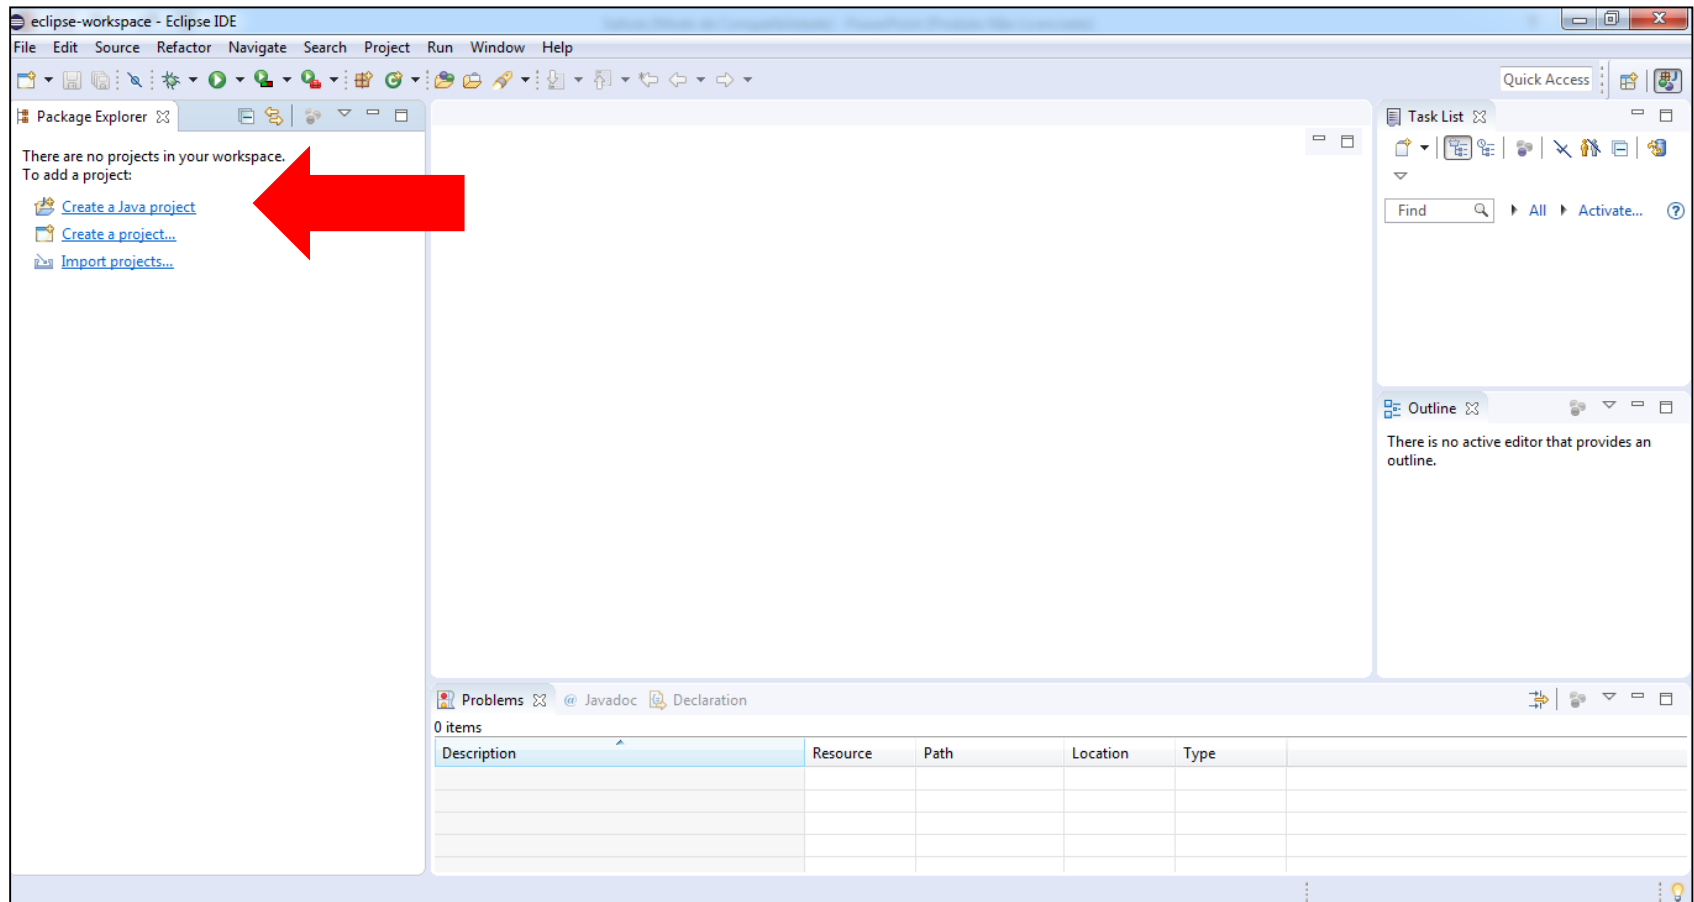 eclipse-workspace - Eclipse IDE
File Edit Source Refactor Navigate Search Project Run Window Help
Quick Access
Package Explorer
There are no projects in your workspace.
To add a project:
Create a Java project
Create a project...
Import projects...
Task List
Find All Activate...
Outline
There is no active editor that provides an
outline.
Problems @ Javadoc Declaration
0 items
Description Resource Path Location Type